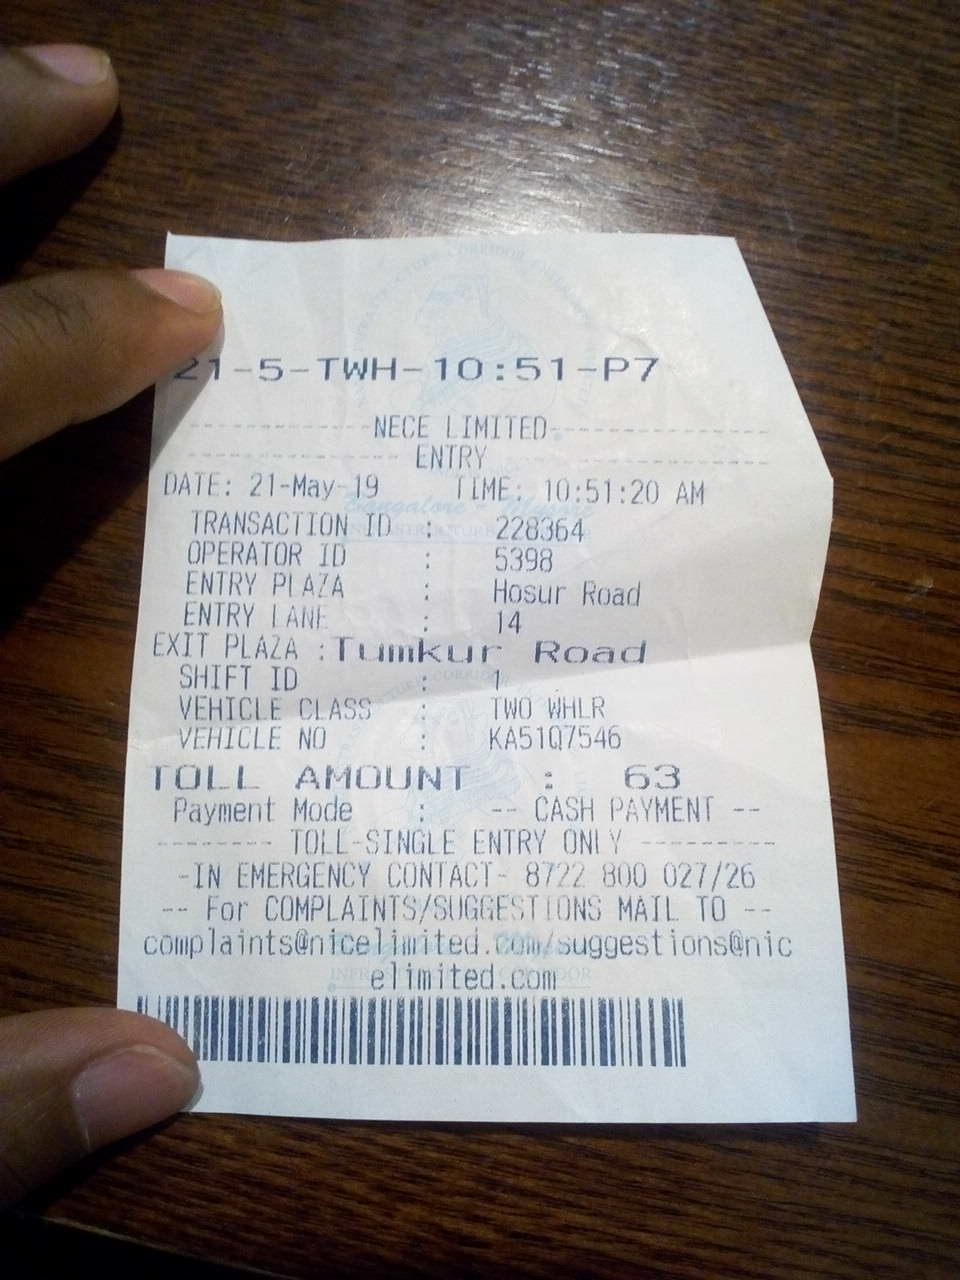 21-5-TWH-10:51-P7
------------NECE LIMITED---------------
--------------- ENTRY ------------------
DATE: 21-May-19 TIME: 10:51:20 AM
TRANSACTION ID : 228364
OPERATOR ID : 5398
ENTRY PLAZA : Hosur Road
ENTRY LANE : 14
EXIT PLAZA :Tumkur Road
SHIFT ID : 1
VEHICLE CLASS : TWO WHLR
VEHICLE NO : KA51Q7546
TOLL AMOUNT : 63
Payment Mode : -- CASH PAYMENT --
-------- TOLL-SINGLE ENTRY ONLY ---------
-IN EMERGENCY CONTACT- 8722 800 027/26
-- For COMPLAINTS/SUGGESTIONS MAIL TO --
complaints@nicelimited.com/suggestions@nic
elimited.com
Bangalore - Mysore
INFRASTRUCTURE CORRIDOR